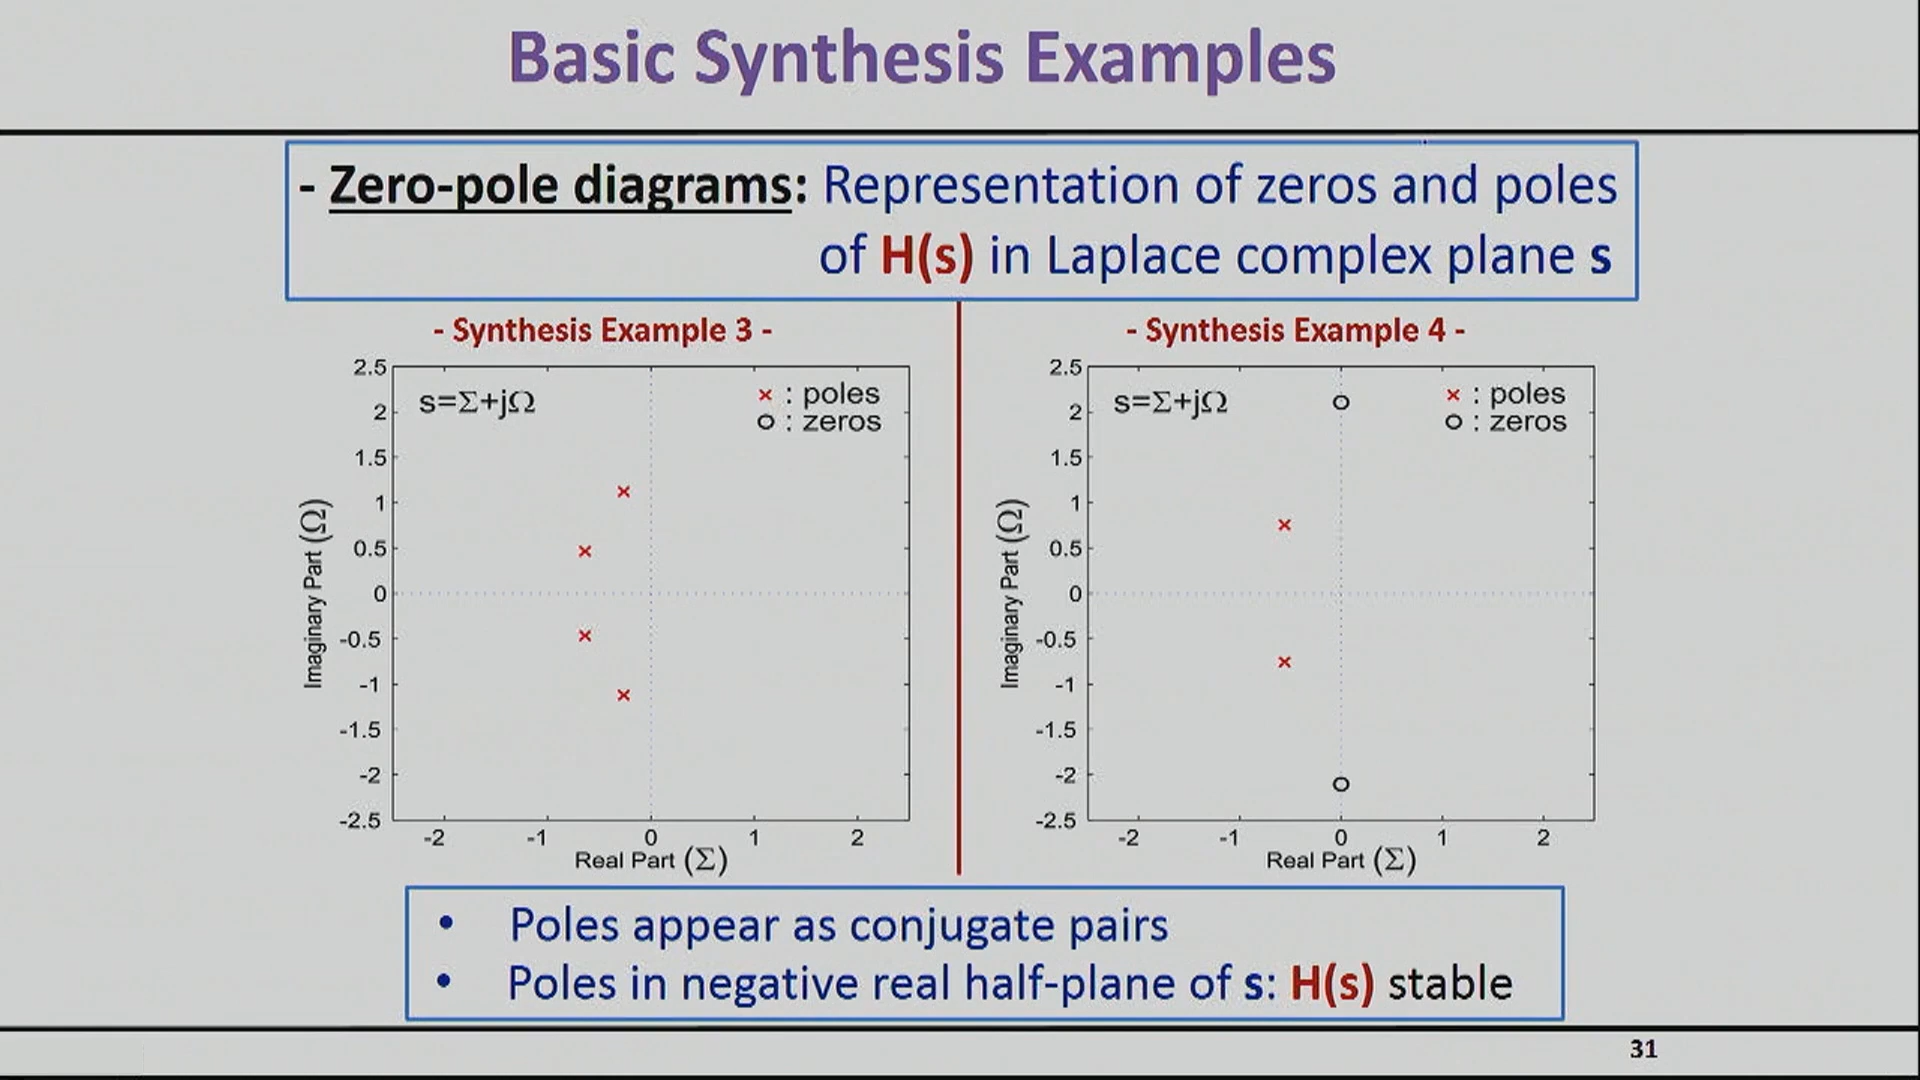 Basic Synthesis Examples
- Zero-pole diagrams: Representation of zeros and poles
of H(s) in Laplace complex plane s
- Synthesis Example 3 -
2.5
2
1.5
1
0.5
0
-0.5
-1
-1.5
-2
-2.5
s=Σ+jΩ
× : poles
o : zeros
Imaginary Part (Ω)
-2 -1 0 1 2
Real Part (Σ)
- Synthesis Example 4 -
2.5
2
1.5
1
0.5
0
-0.5
-1
-1.5
-2
-2.5
s=Σ+jΩ
× : poles
o : zeros
Imaginary Part (Ω)
-2 -1 0 1 2
Real Part (Σ)
• Poles appear as conjugate pairs
• Poles in negative real half-plane of s: H(s) stable
31